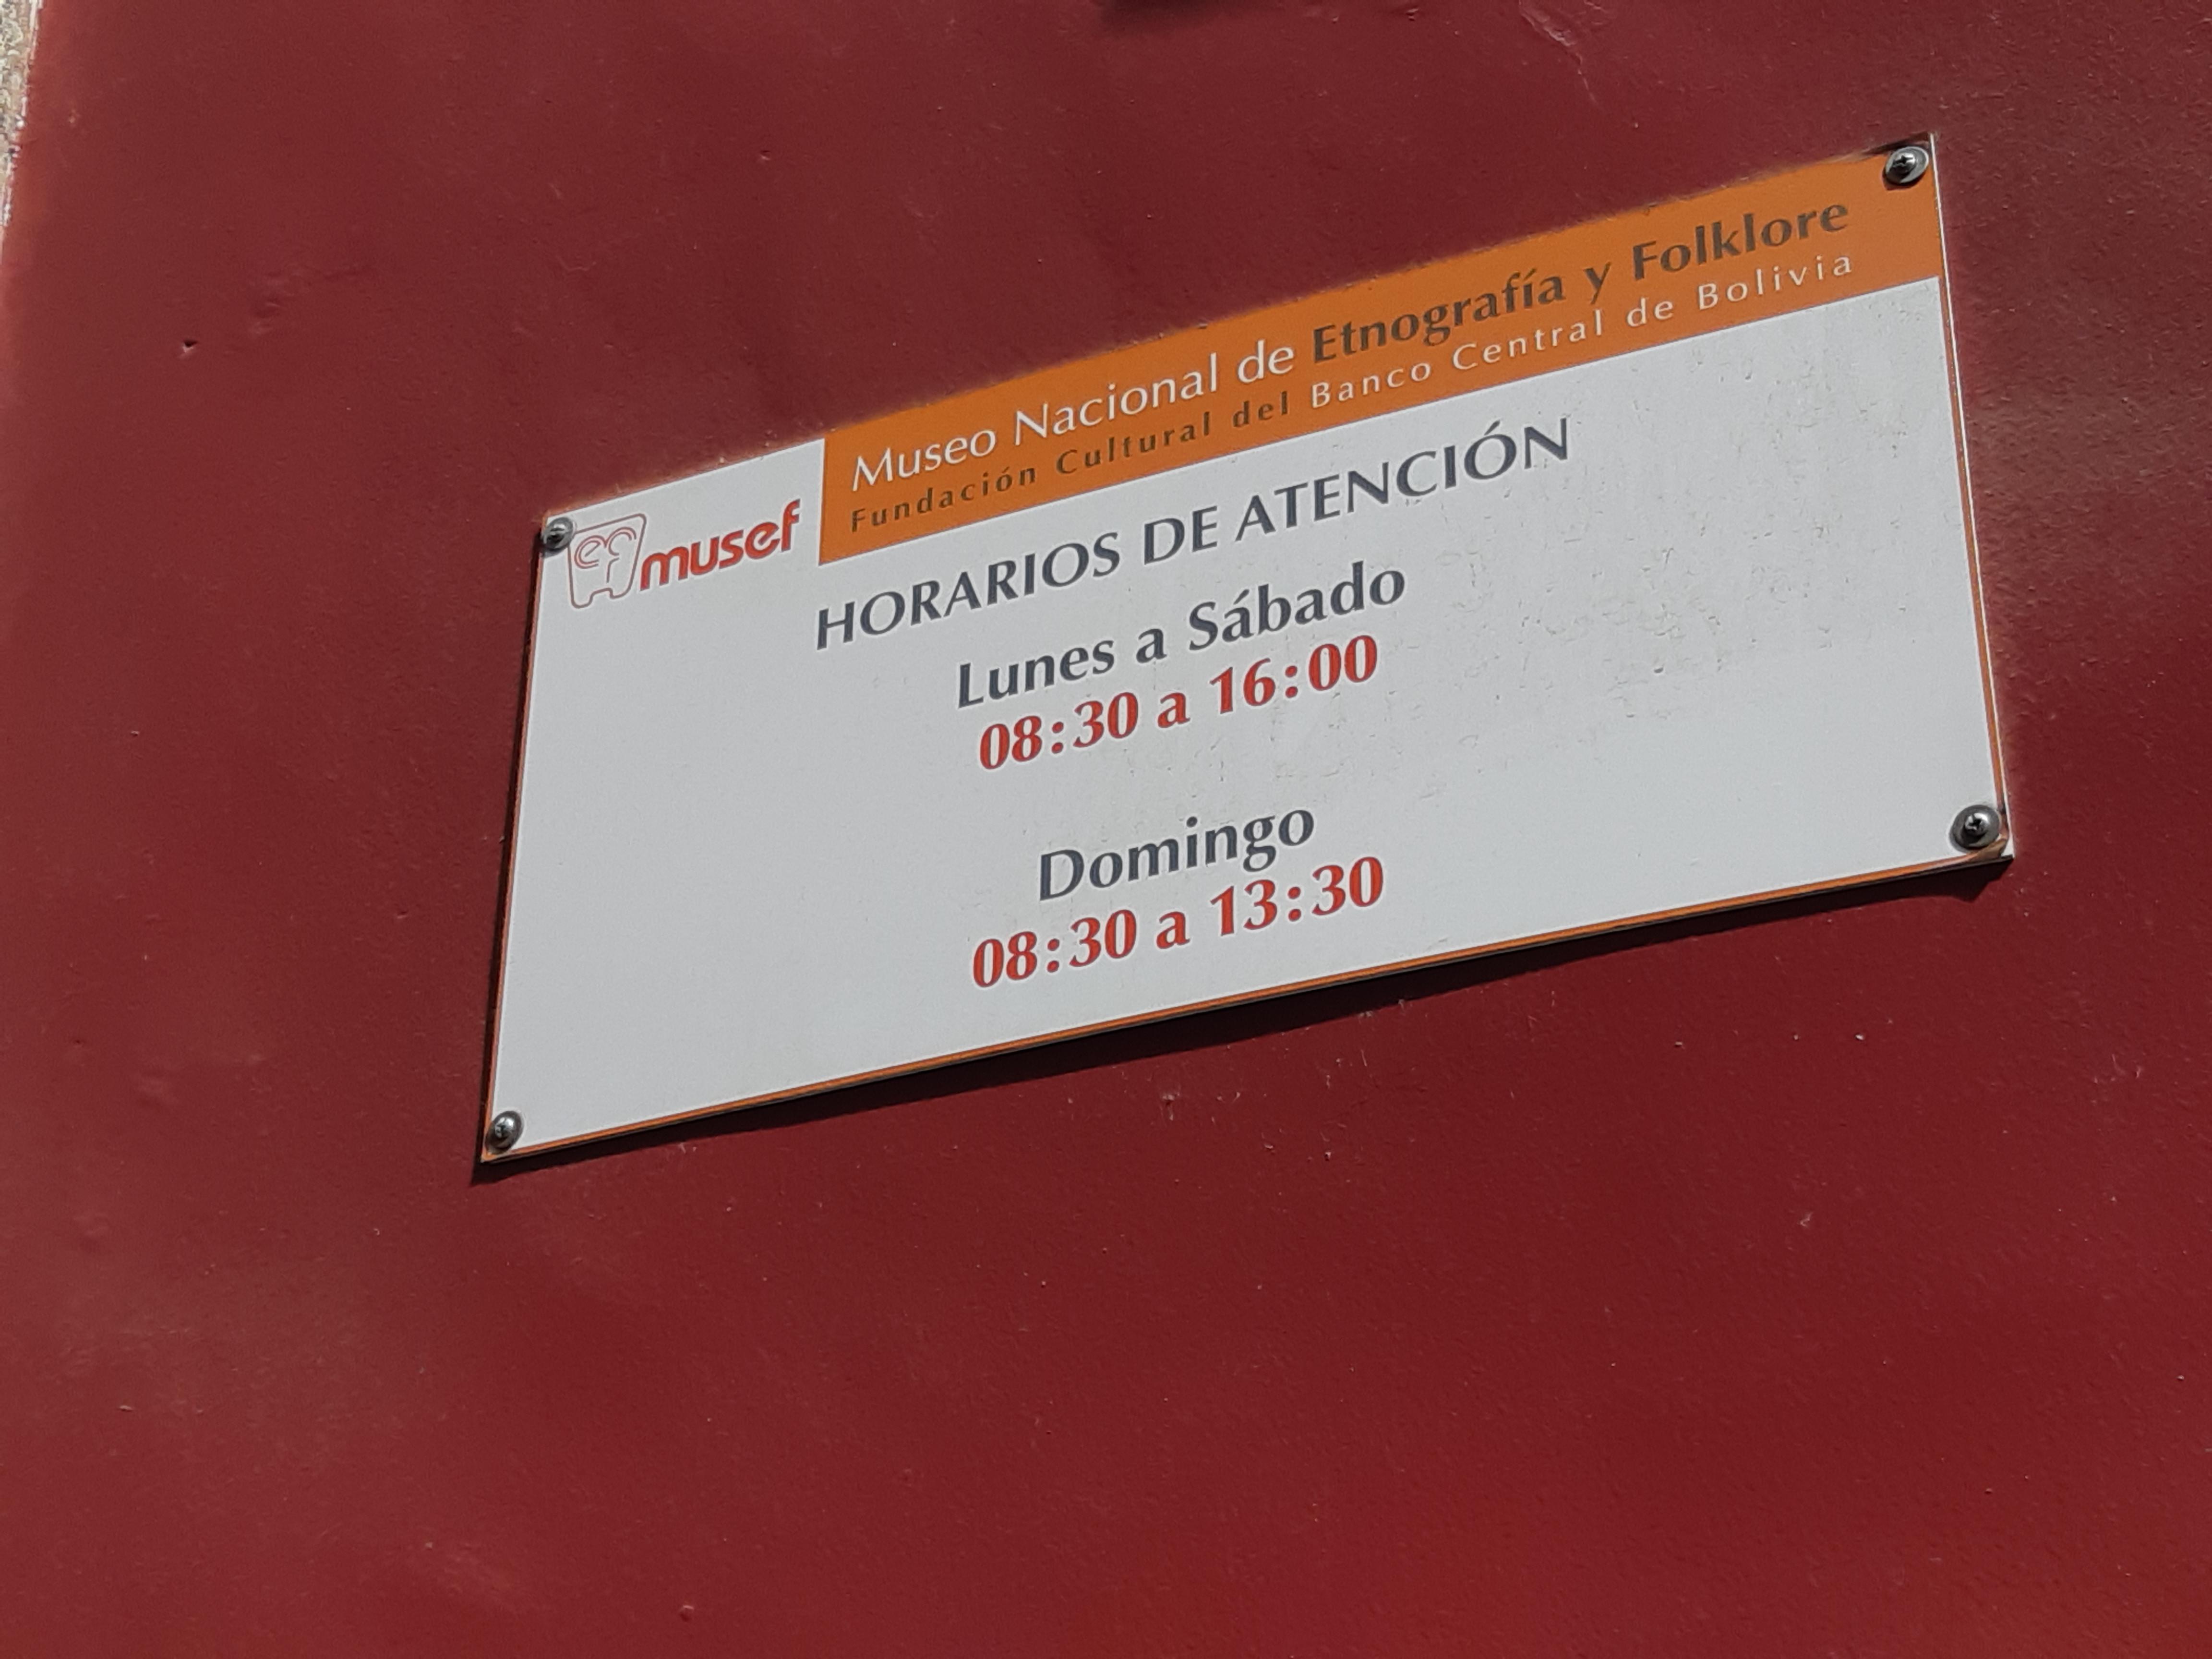 musef
Museo Nacional de Etnografía y Folklore
Fundación Cultural del Banco Central de Bolivia
HORARIOS DE ATENCIÓN
Lunes a Sábado
08:30 a 16:00
Domingo
08:30 a 13:30